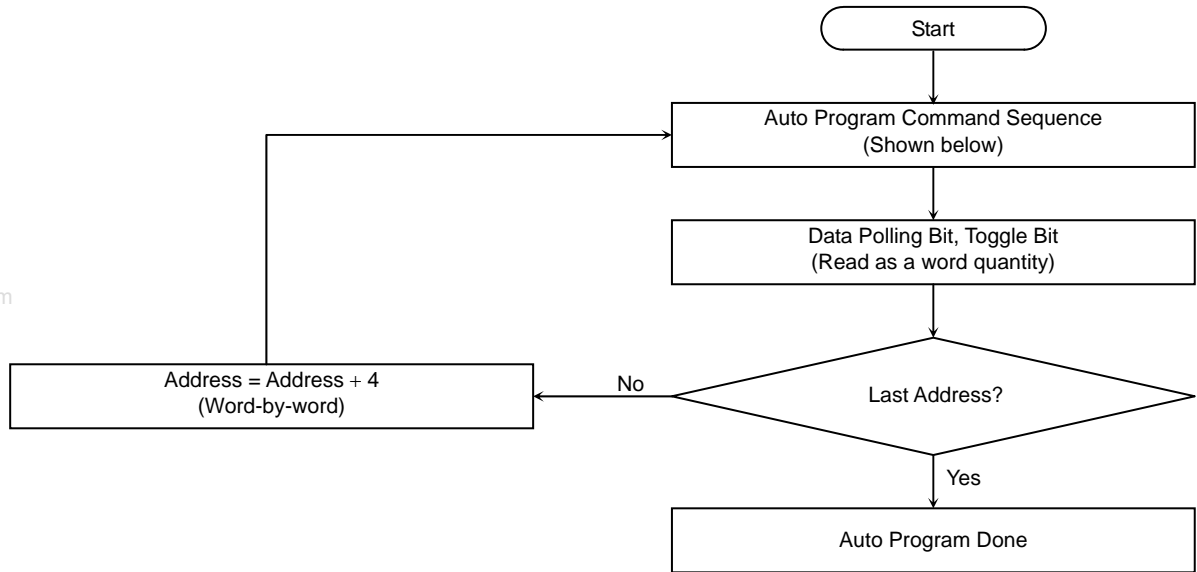 Start
Auto Program Command Sequence
(Shown below)
Data Polling Bit, Toggle Bit
(Read as a word quantity)
Last Address?
No
Address = Address + 4
(Word-by-word)
Yes
Auto Program Done
m